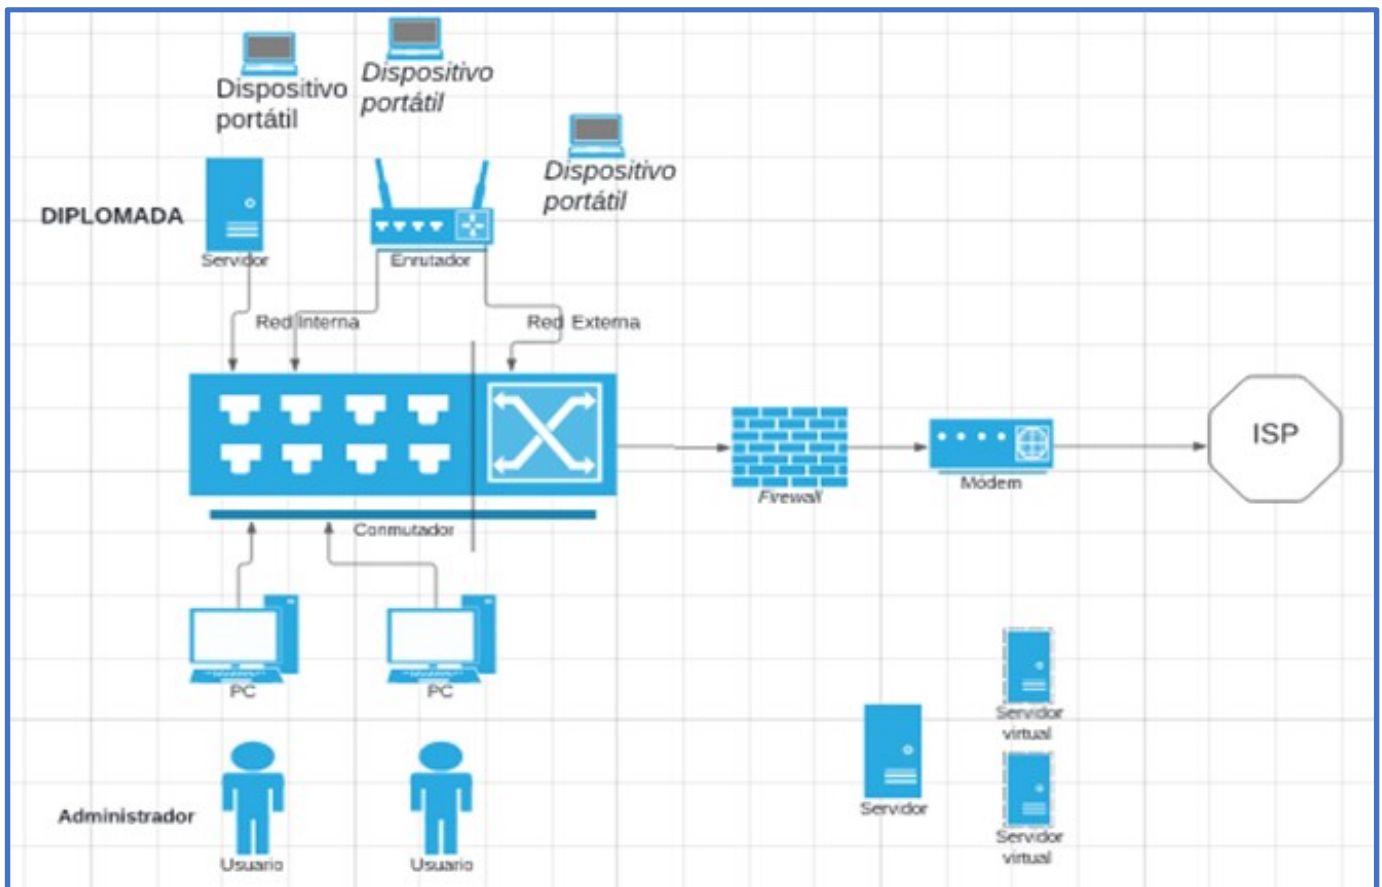 Dispositivo
portátil
Dispositivo
portátil
Dispositivo
portátil
DIPLOMADA
Servidor
Enrutador
Red Interna
Red Externa
Conmutador
Firewall
Módem
ISP
PC
PC
Administrador
Usuario
Usuario
Servidor
Servidor
virtual
Servidor
virtual